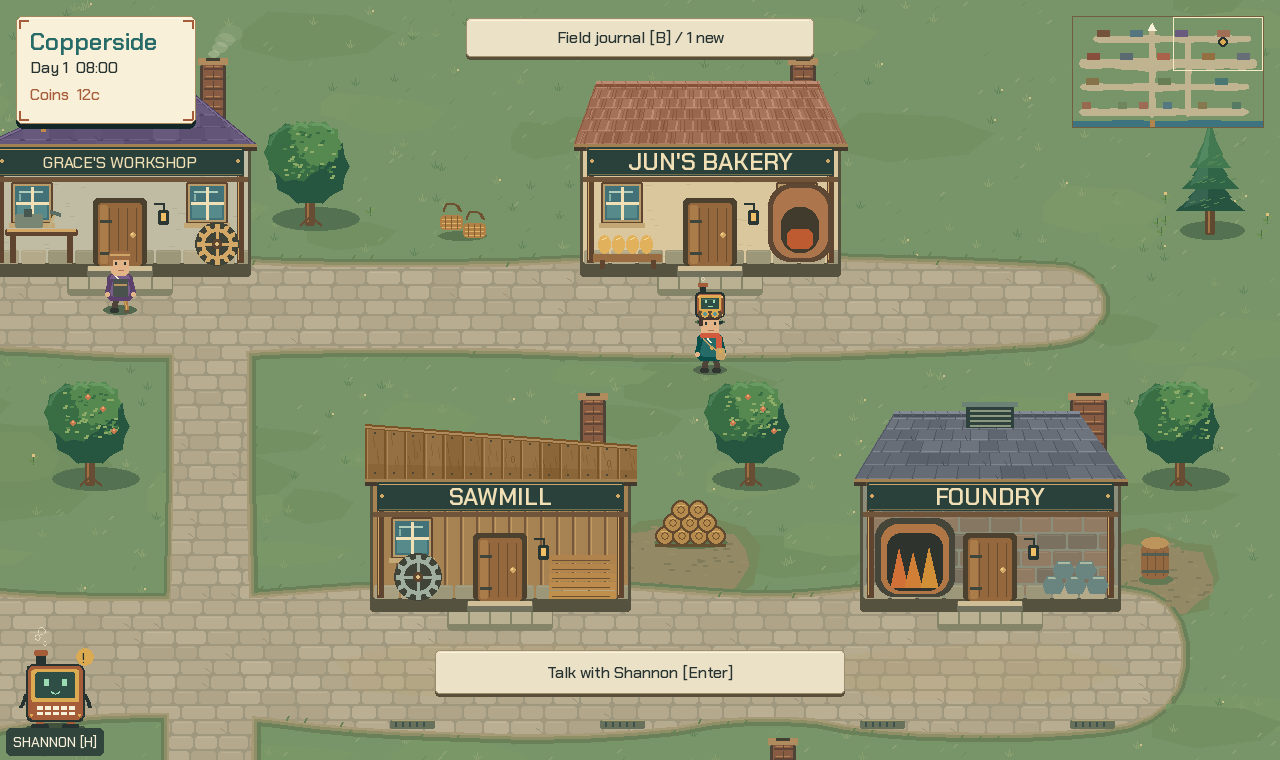 Copperside
Day 1 08:00
Coins 12c
Field journal [B] / 1 new
GRACE'S WORKSHOP
JUN'S BAKERY
SAWMILL
FOUNDRY
Talk with Shannon [Enter]
!
SHANNON [H]